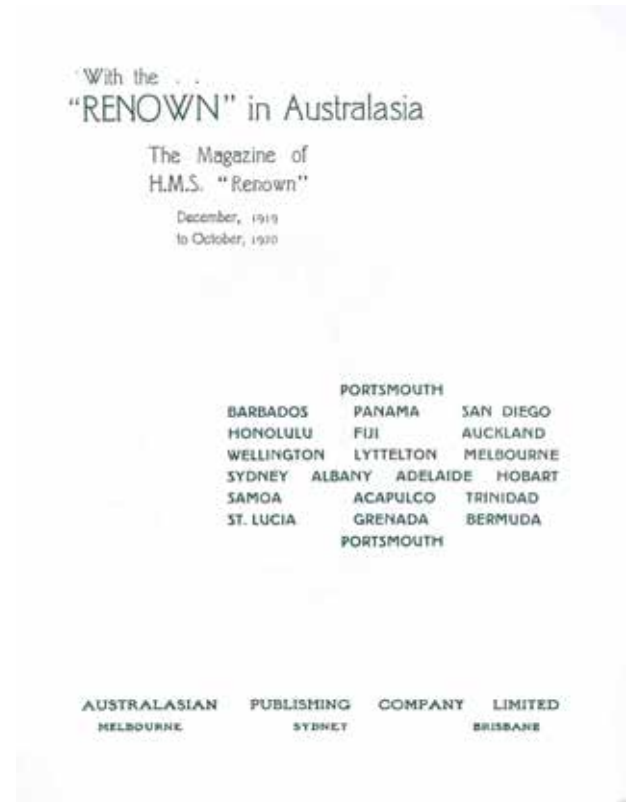 With the . .
"RENOWN" in Australasia
The Magazine of
H.M.S. "Renown"
December, 1919
to October, 1920
PORTSMOUTH
BARBADOS PANAMA SAN DIEGO
HONOLULU FIJI AUCKLAND
WELLINGTON LYTTELTON MELBOURNE
SYDNEY ALBANY ADELAIDE HOBART
SAMOA ACAPULCO TRINIDAD
ST. LUCIA GRENADA BERMUDA
PORTSMOUTH
AUSTRALASIAN PUBLISHING COMPANY LIMITED
MELBOURNE SYDNEY BRISBANE